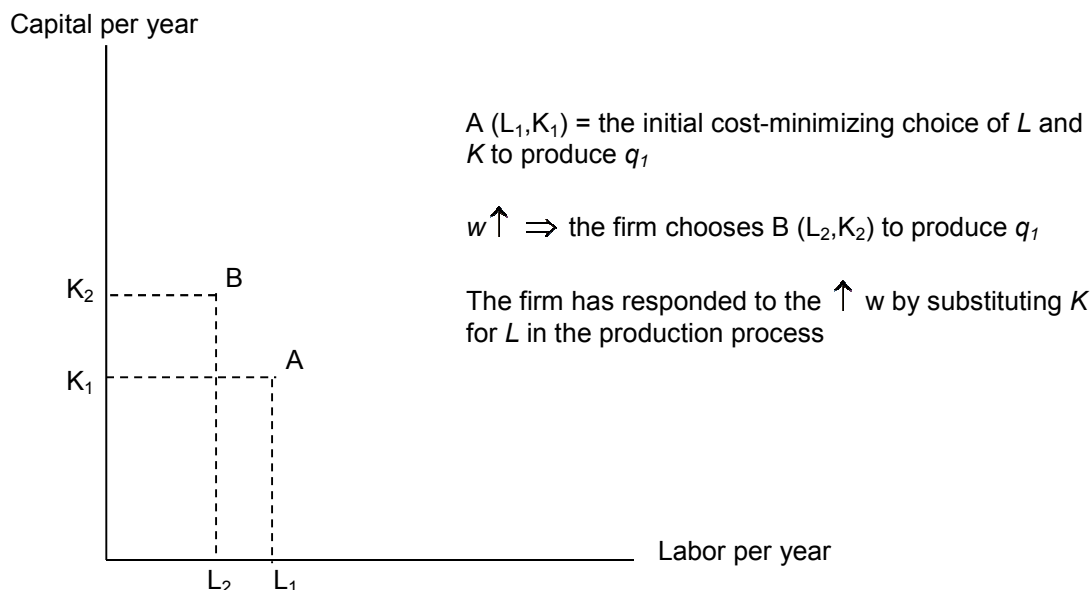 Capital per year
A (L₁,K₁) = the initial cost-minimizing choice of L and
K to produce q₁
w↑ ⇒ the firm chooses B (L₂,K₂) to produce q₁
K₂
B
The firm has responded to the ↑ w by substituting K
for L in the production process
A
K₁
Labor per year
L₂
L₁